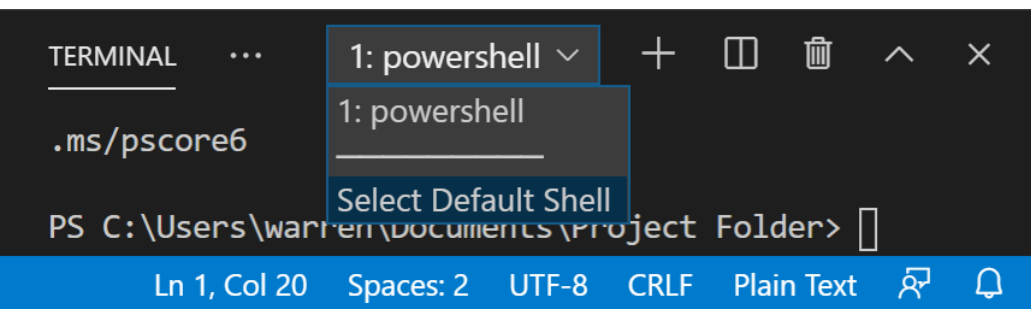 TERMINAL ··· 1: powershell
1: powershell
.ms/pscore6
Select Default Shell
PS C:\Users\warren\Documents\Project Folder>
Ln 1, Col 20 Spaces: 2 UTF-8 CRLF Plain Text